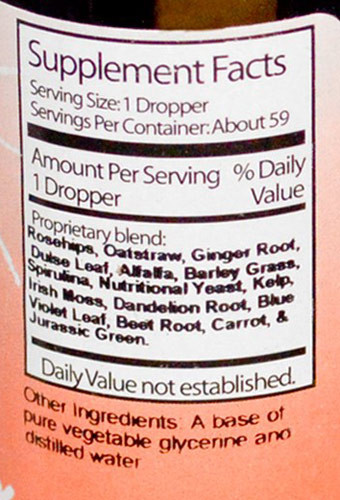 Supplement Facts
Serving Size: 1 Dropper
Servings Per Container: About 59
Amount Per Serving % Daily
1 Dropper Value
Proprietary blend:
Rosehips, Oatstraw, Ginger Root,
Dulse Leaf, Alfalfa, Barley Grass,
Spirulina, Nutritional Yeast, Kelp,
Irish Moss, Dandelion Root, Blue
Violet Leaf, Beet Root, Carrot, &
Jurassic Green.
Daily Value not established.
Other Ingredients: A base of
pure vegetable glycerine and
distilled water